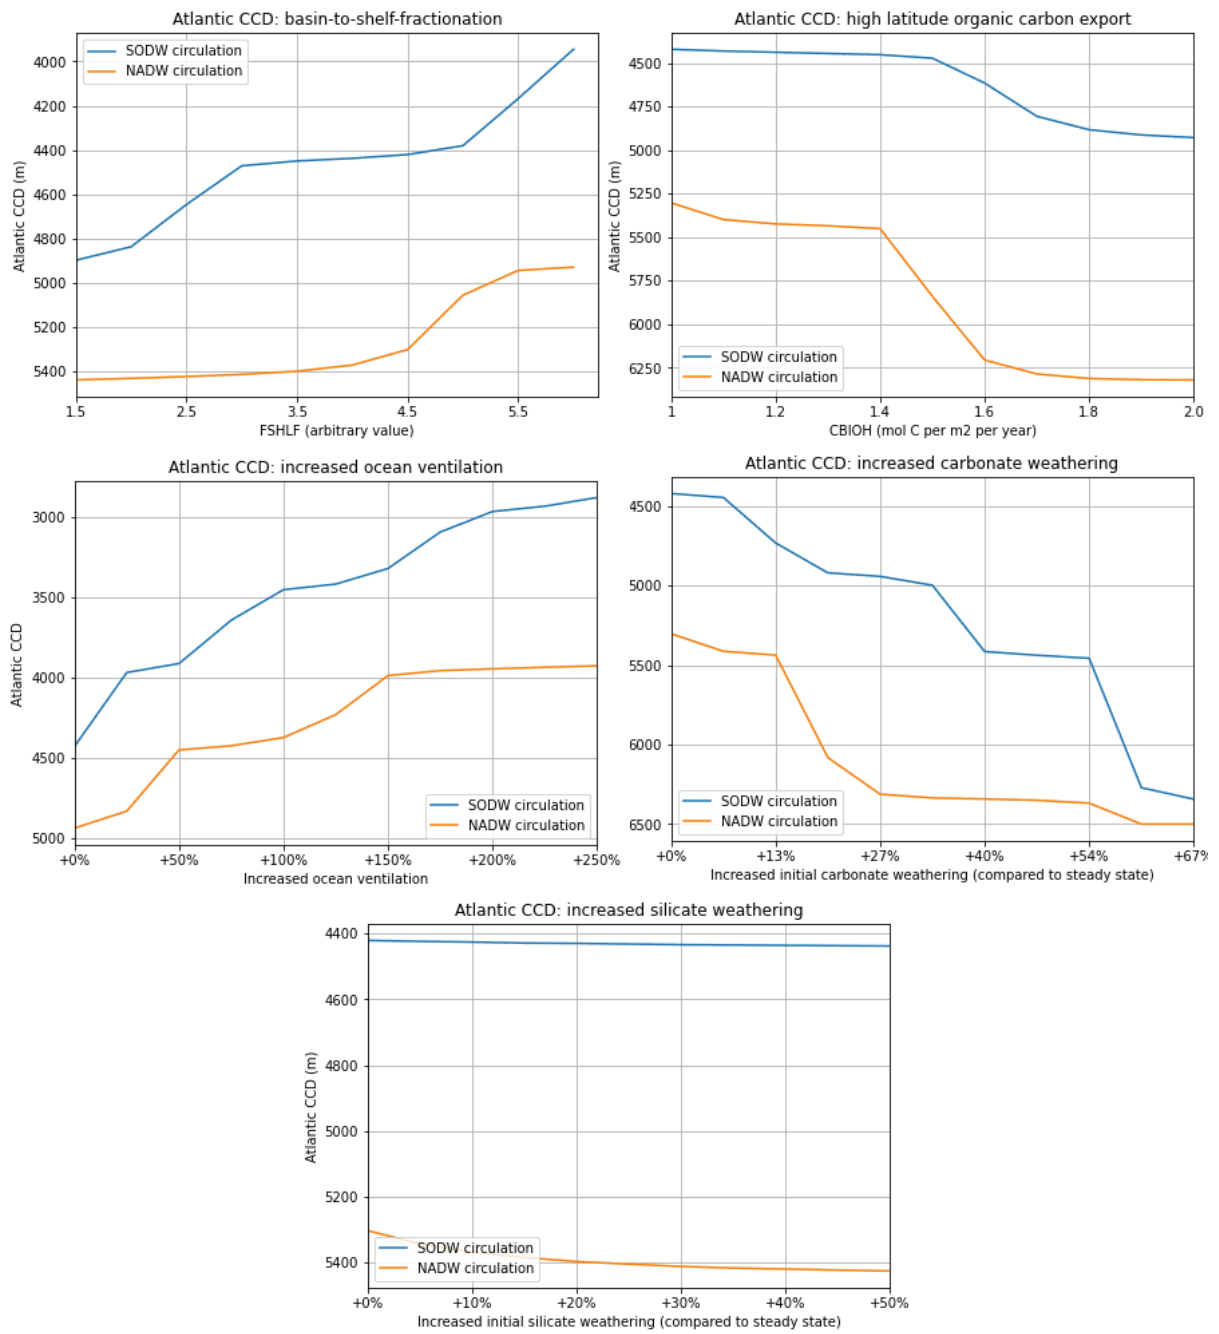 Atlantic CCD: basin-to-shelf-fractionation
SODW circulation
NADW circulation
4000
4200
4400
4600
4800
5000
5200
5400
Atlantic CCD (m)
1.5 2.5 3.5 4.5 5.5
FSHLF (arbitrary value)
Atlantic CCD: high latitude organic carbon export
4500
4750
5000
5250
5500
5750
6000
6250
Atlantic CCD (m)
SODW circulation
NADW circulation
1 1.2 1.4 1.6 1.8 2.0
CBIOH (mol C per m2 per year)
Atlantic CCD: increased ocean ventilation
3000
3500
4000
4500
5000
Atlantic CCD
SODW circulation
NADW circulation
+0% +50% +100% +150% +200% +250%
Increased ocean ventilation
Atlantic CCD: increased carbonate weathering
4500
5000
5500
6000
6500
Atlantic CCD (m)
SODW circulation
NADW circulation
+0% +13% +27% +40% +54% +67%
Increased initial carbonate weathering (compared to steady state)
Atlantic CCD: increased silicate weathering
4400
4600
4800
5000
5200
5400
Atlantic CCD (m)
SODW circulation
NADW circulation
+0% +10% +20% +30% +40% +50%
Increased initial silicate weathering (compared to steady state)